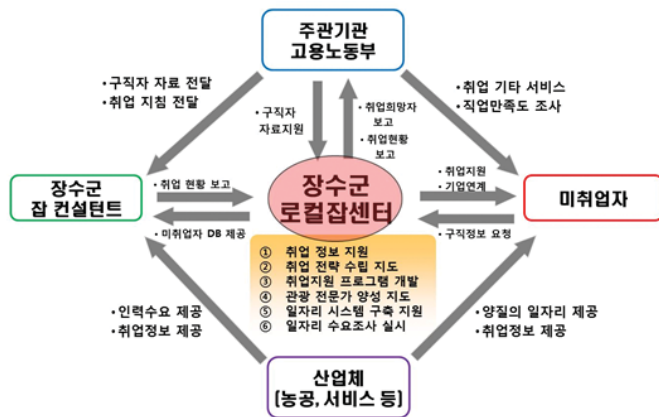 주관기관
고용노동부
• 구직자 자료 전달
• 취업 지침 전달
• 구직자
자료지원
• 취업희망자
보고
• 취업현황
보고
• 취업 기타 서비스
• 직업만족도 조사
장수군
잡 컨설턴트
• 취업 현황 보고
• 미취업자 DB 제공
장수군
로컬잡센터
• 취업지원
• 기업연계
• 구직정보 요청
미취업자
① 취업 정보 지원
② 취업 전략 수립 지도
③ 취업지원 프로그램 개발
④ 관광 전문가 양성 지도
⑤ 일자리 시스템 구축 지원
⑥ 일자리 수요조사 실시
• 인력수요 제공
• 취업정보 제공
• 양질의 일자리 제공
• 취업정보 제공
산업체
(농공, 서비스 등)